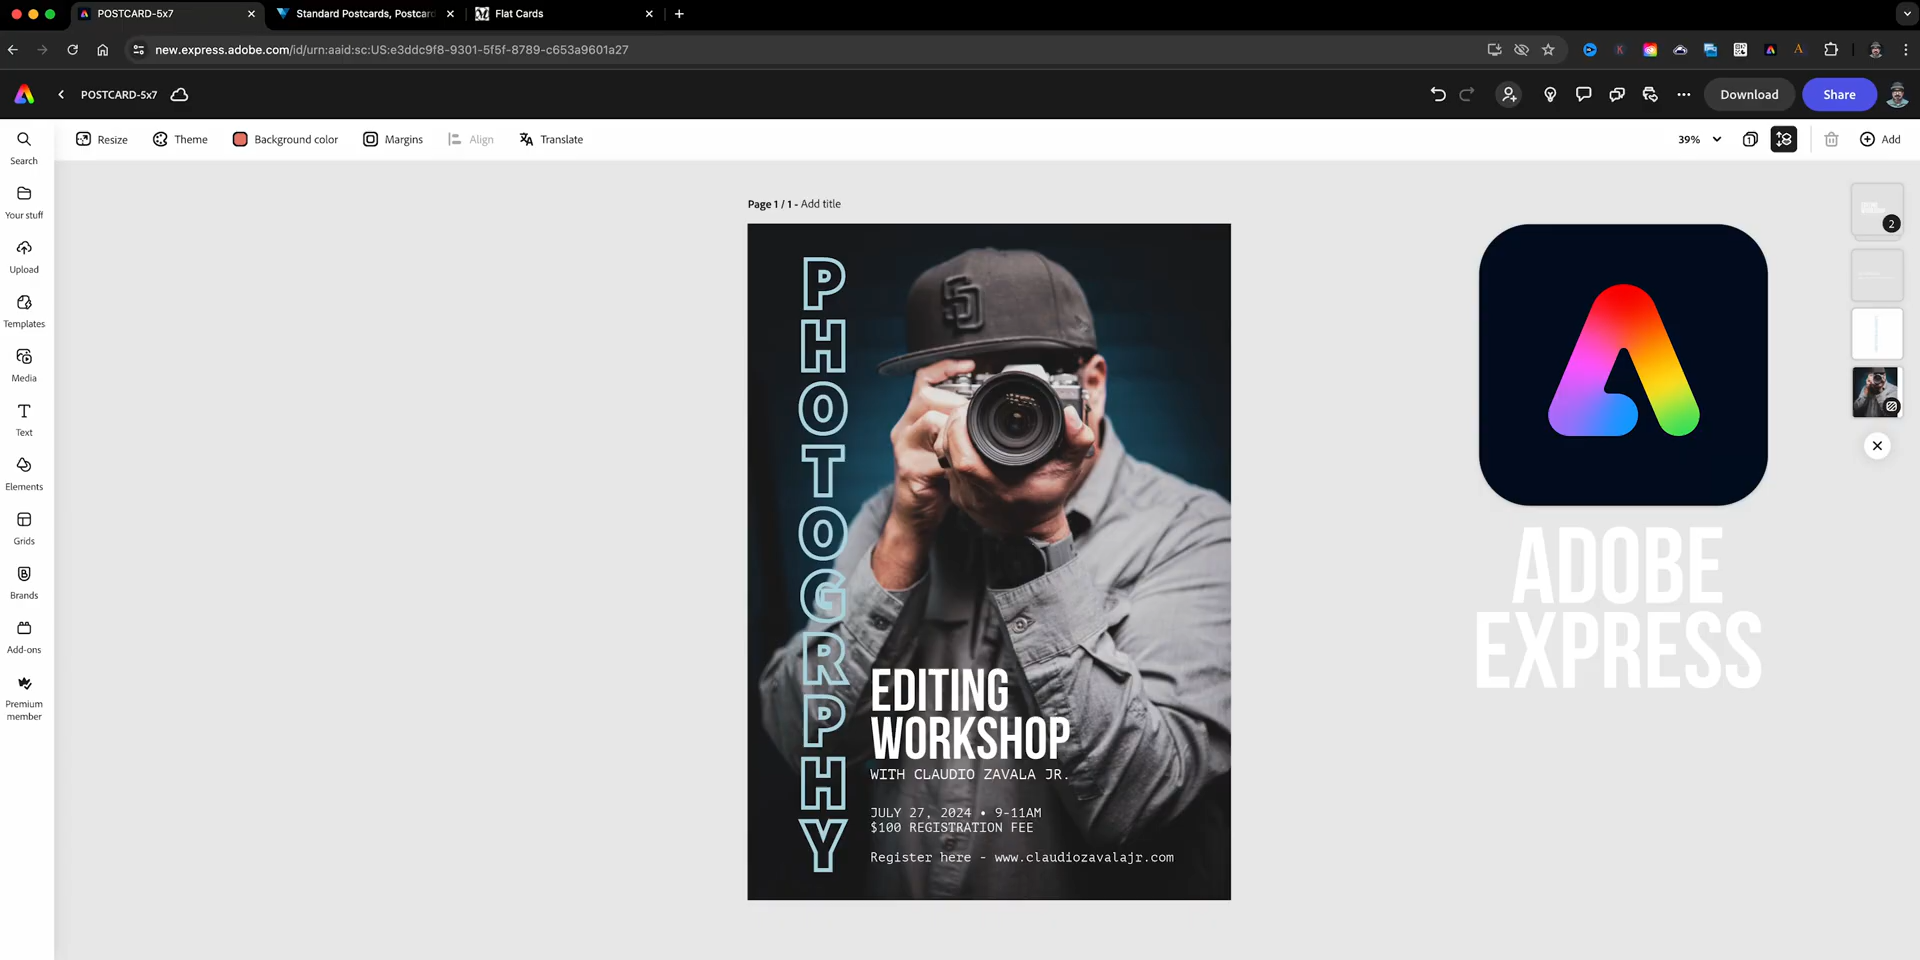 POSTCARD-5x7
Standard Postcards, Postcard
Flat Cards
new.express.adobe.com/id/urn:aaid:sc:US:e3ddc9f8-9301-5f5f-8789-c653a9601a27
POSTCARD-5x7
Download
Share
Resize
Theme
Background color
Margins
Align
Translate
39%
1
Add
Search
Your stuff
Upload
Templates
Media
Text
Elements
Grids
Brands
Add-ons
Premium
member
Page 1 / 1 - Add title
PHOTOGRPHY
EDITING
WORKSHOP
WITH CLAUDIO ZAVALA JR.
JULY 27, 2024 • 9-11AM
$100 REGISTRATION FEE
Register here - www.claudiozavalajr.com
ADOBE
EXPRESS
2